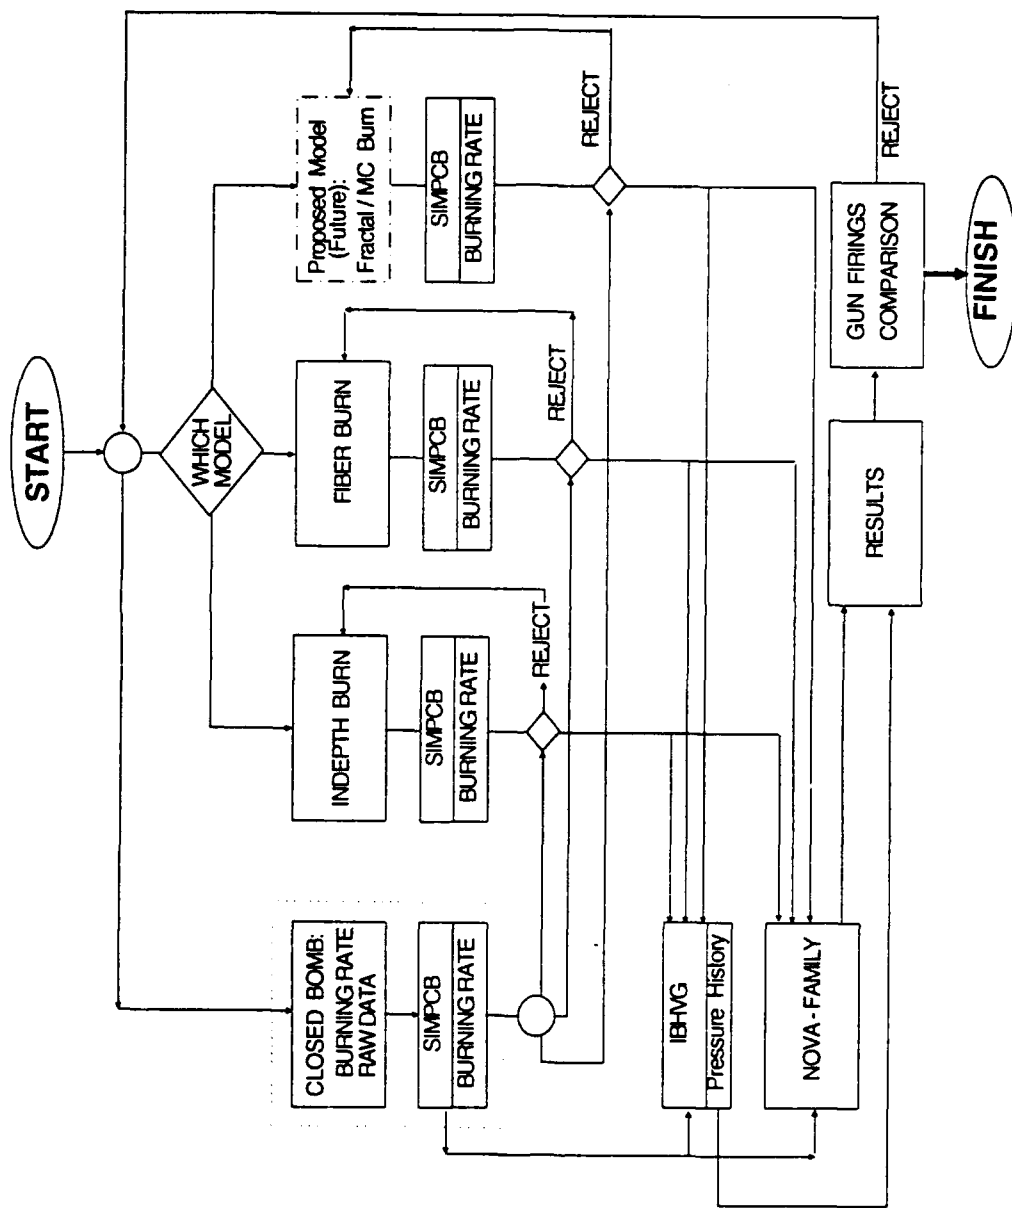 START
WHICH
MODEL
CLOSED BOMB:
BURNING RATE
RAW DATA
INDEPTH BURN
FIBER BURN
Proposed Model
(Future):
Fractal / MC Burn
SIMPCB
BURNING RATE
SIMPCB
BURNING RATE
SIMPCB
BURNING RATE
SIMPCB
BURNING RATE
REJECT
REJECT
REJECT
IBHVG
Pressure History
NOVA - FAMILY
RESULTS
GUN FIRINGS
COMPARISON
REJECT
FINISH